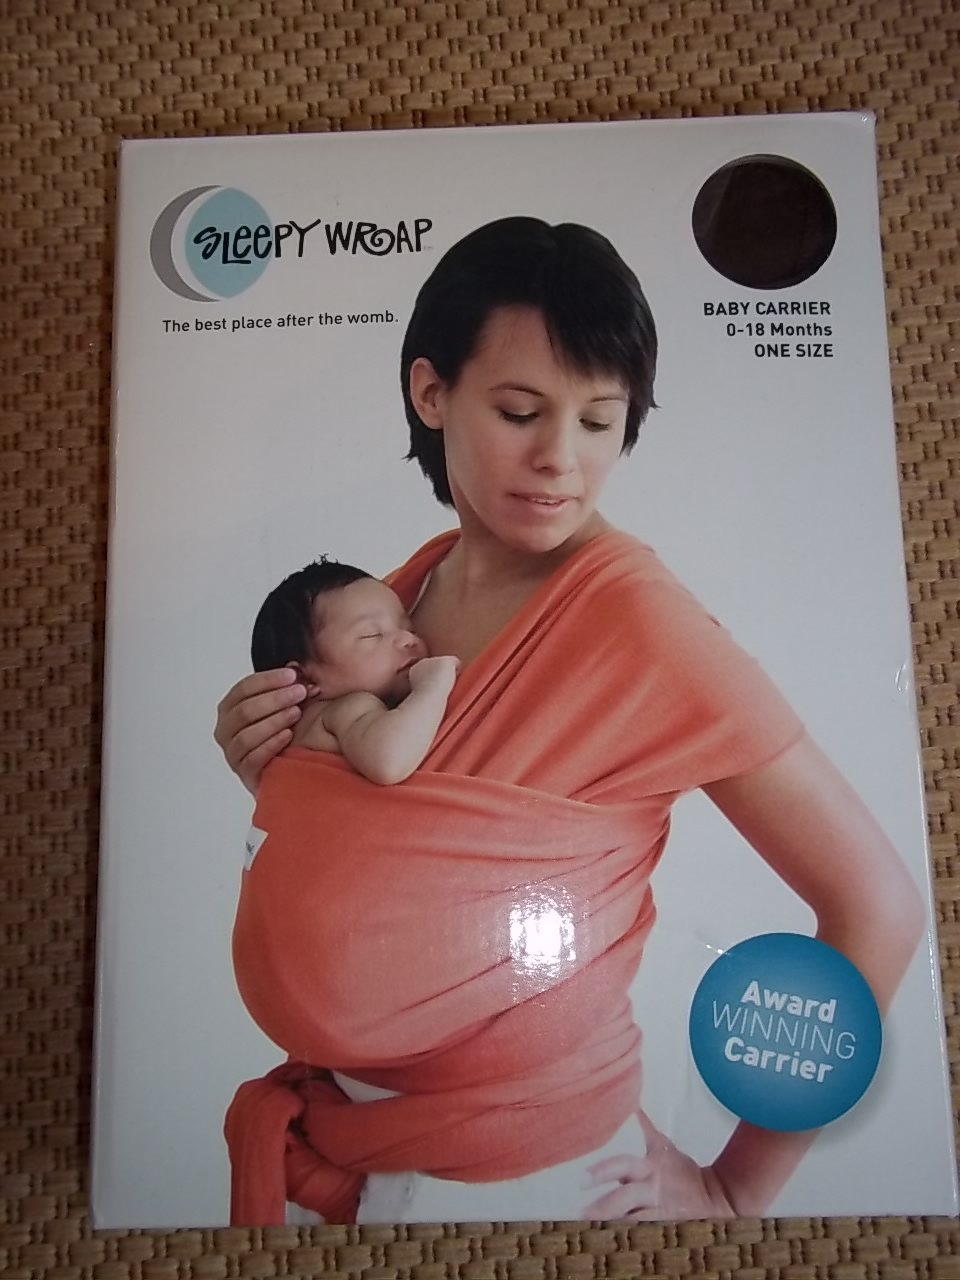 SLEEPY WRAP
The best place after the womb.
BABY CARRIER
0-18 Months
ONE SIZE
Award
WINNING
Carrier